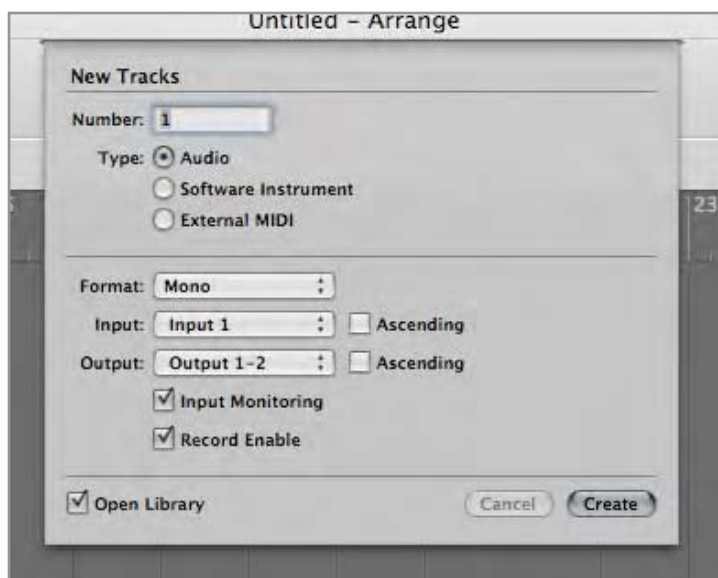 Untitled – Arrange
New Tracks
Number: 1
Type: Audio
Software Instrument
External MIDI
23
Format: Mono
Input: Input 1 Ascending
Output: Output 1-2 Ascending
Input Monitoring
Record Enable
Open Library Cancel Create